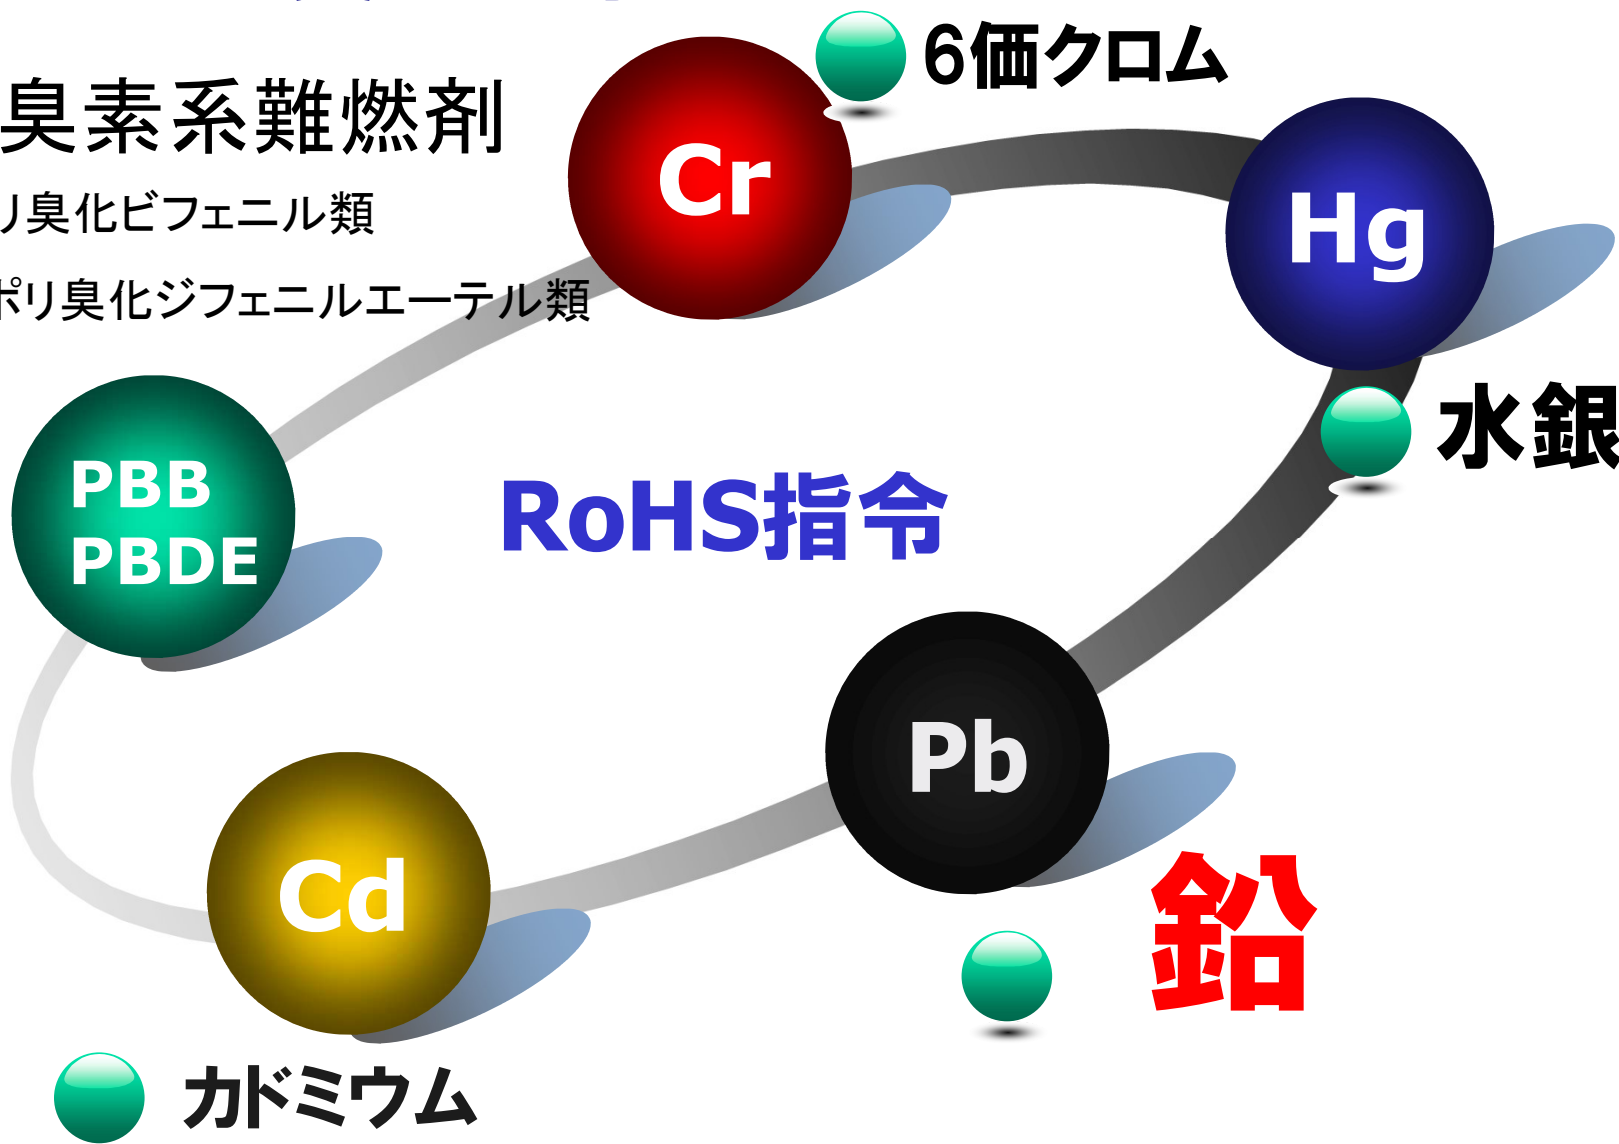 6価クロム
臭素系難燃剤
Cr
Hg
リ臭化ビフェニル類
ポリ臭化ジフェニルエーテル類
水銀
PBB
PBDE
RoHS指令
Pb
Cd
鉛
カドミウム